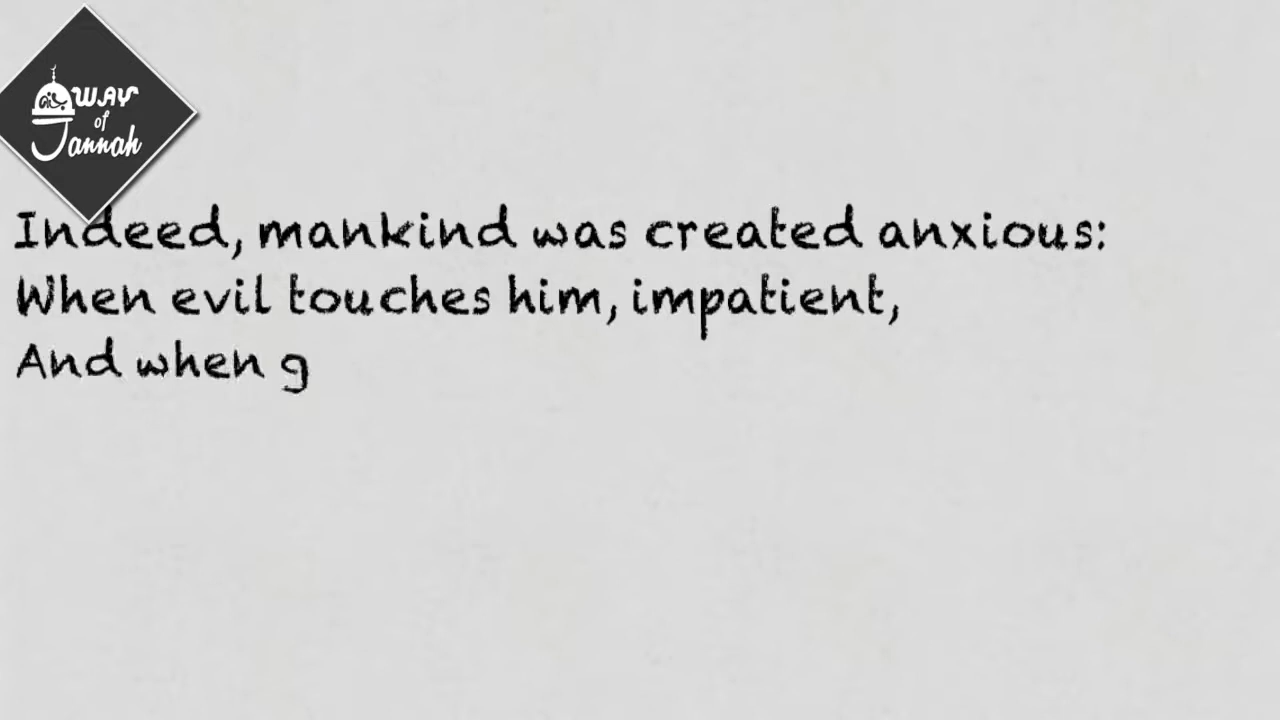 WAY
of
Jannah
Indeed, mankind was created anxious:
When evil touches him, impatient,
And when g